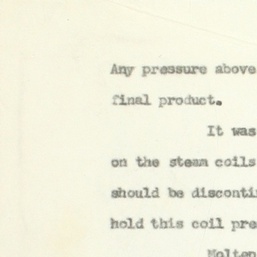 Any pressure above
final product.
It was
on the steam coils
should be disconti
hold this coil pre
Molten